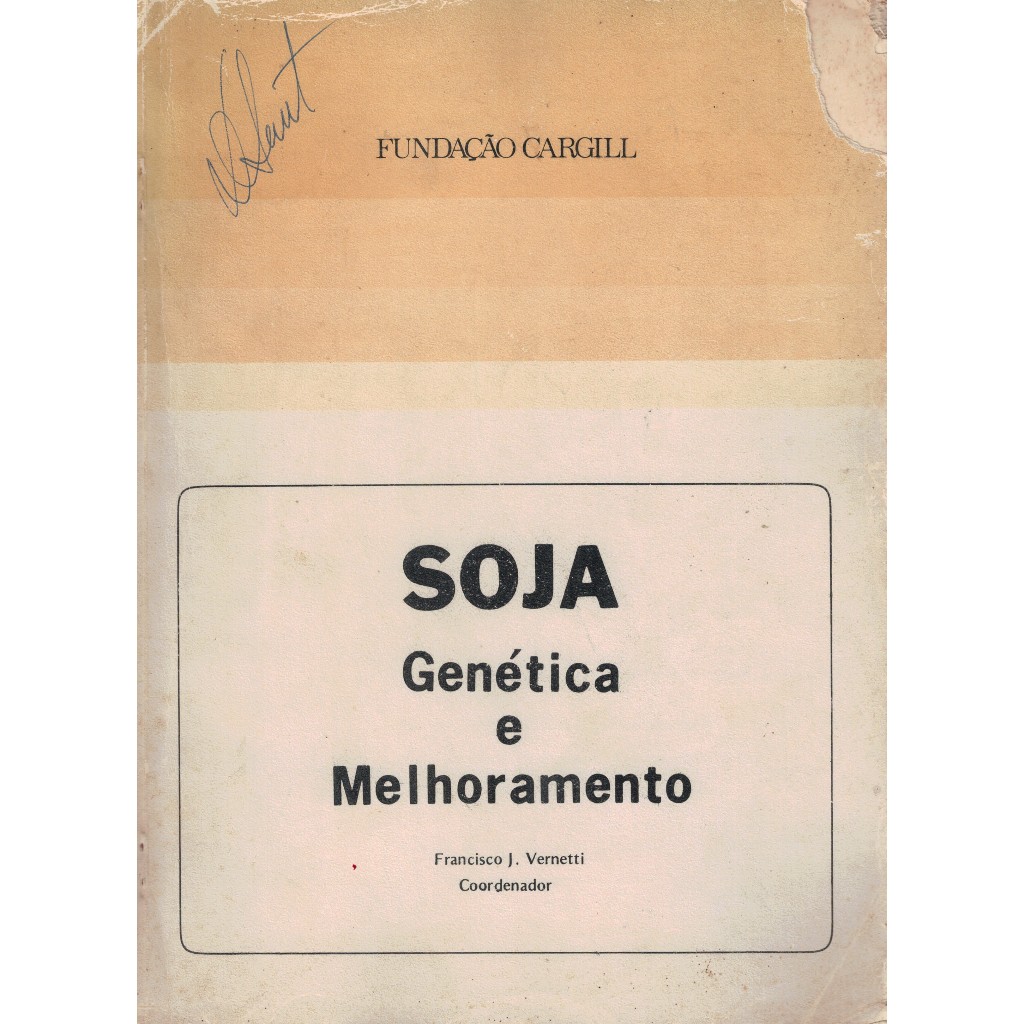 FUNDAÇÃO CARGILL
SOJA
Genética
e
Melhoramento
Francisco J. Vernetti
Coordenador